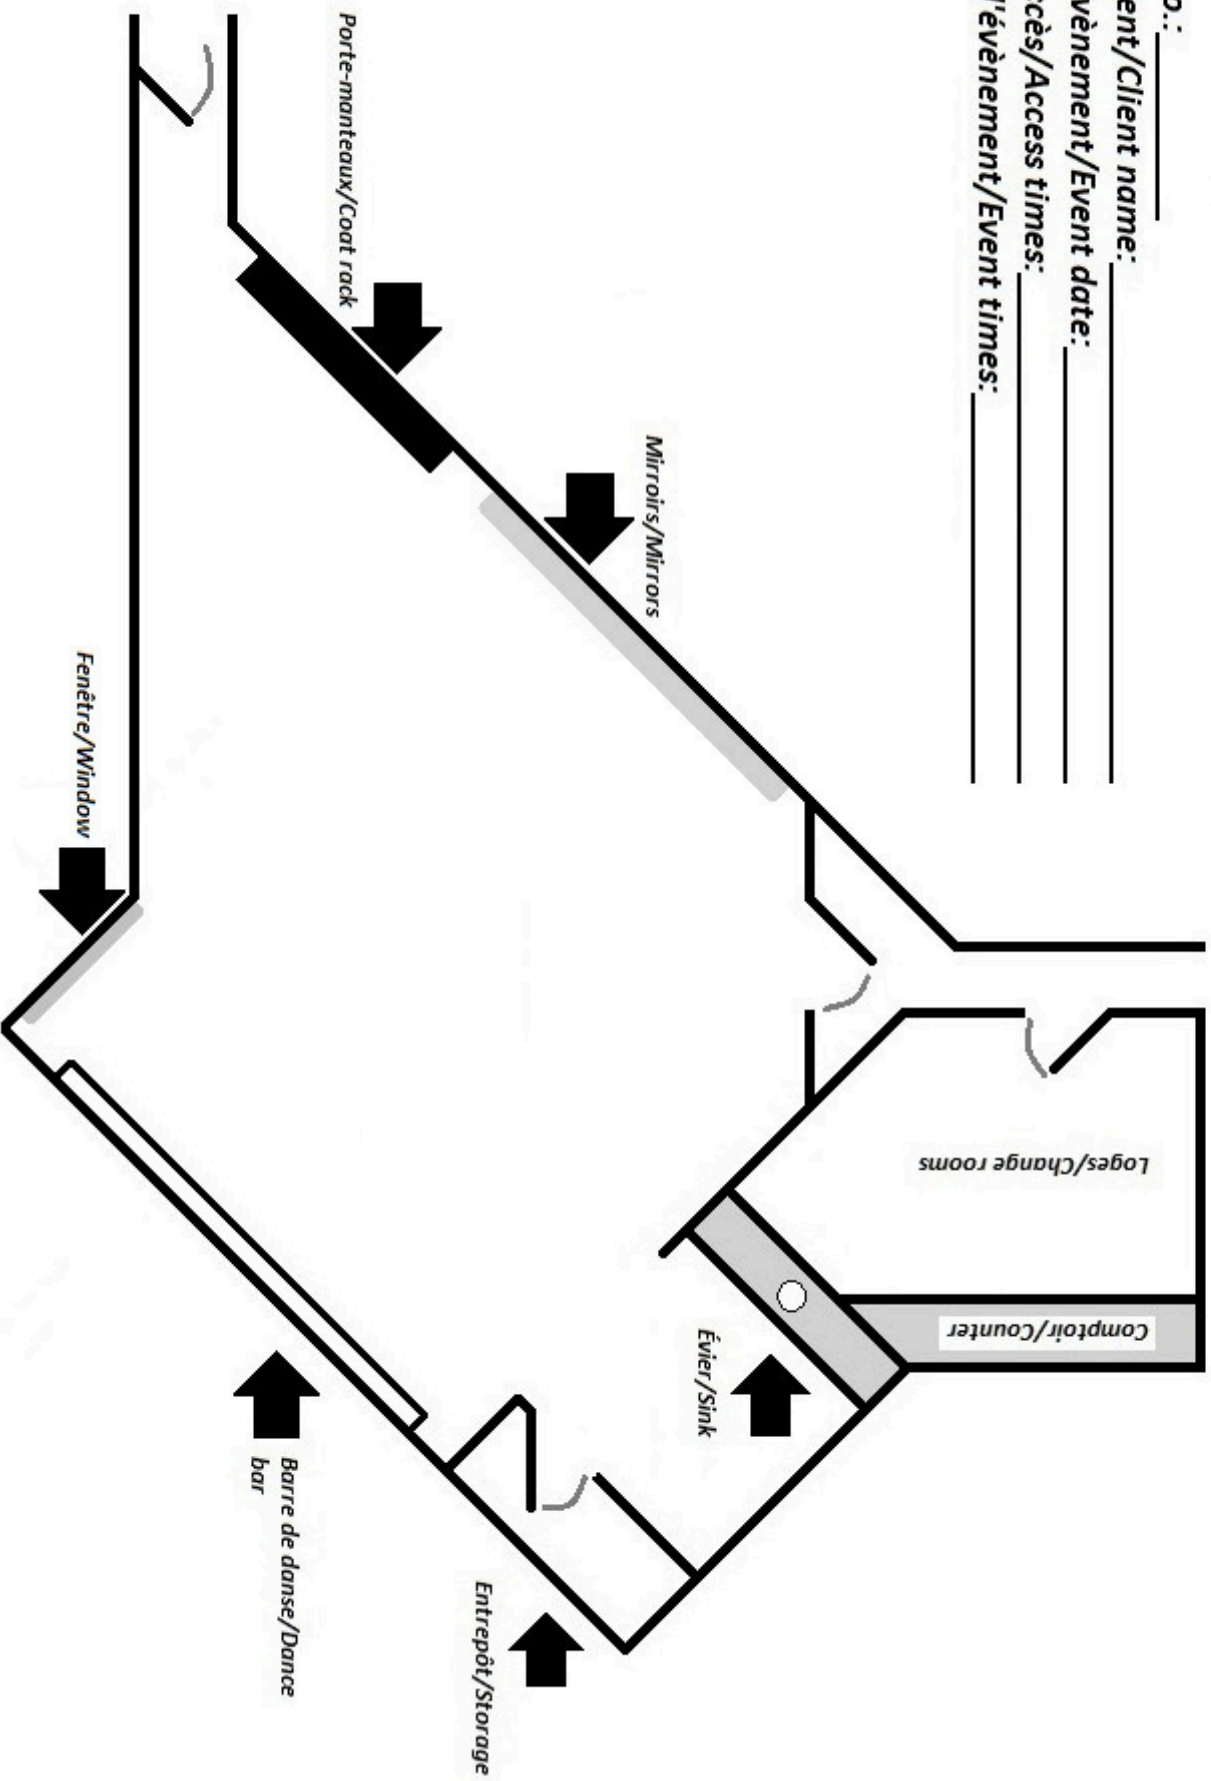 o.:
ent/Client name:
vènement/Event date:
ccès/Access times:
l'évènement/Event times:
Porte-manteaux/Coat rack
Mirroirs/Mirrors
Fenêtre/Window
Loges/Change rooms
Comptoir/Counter
Évier/Sink
Barre de danse/Dance
bar
Entrepôt/Storage